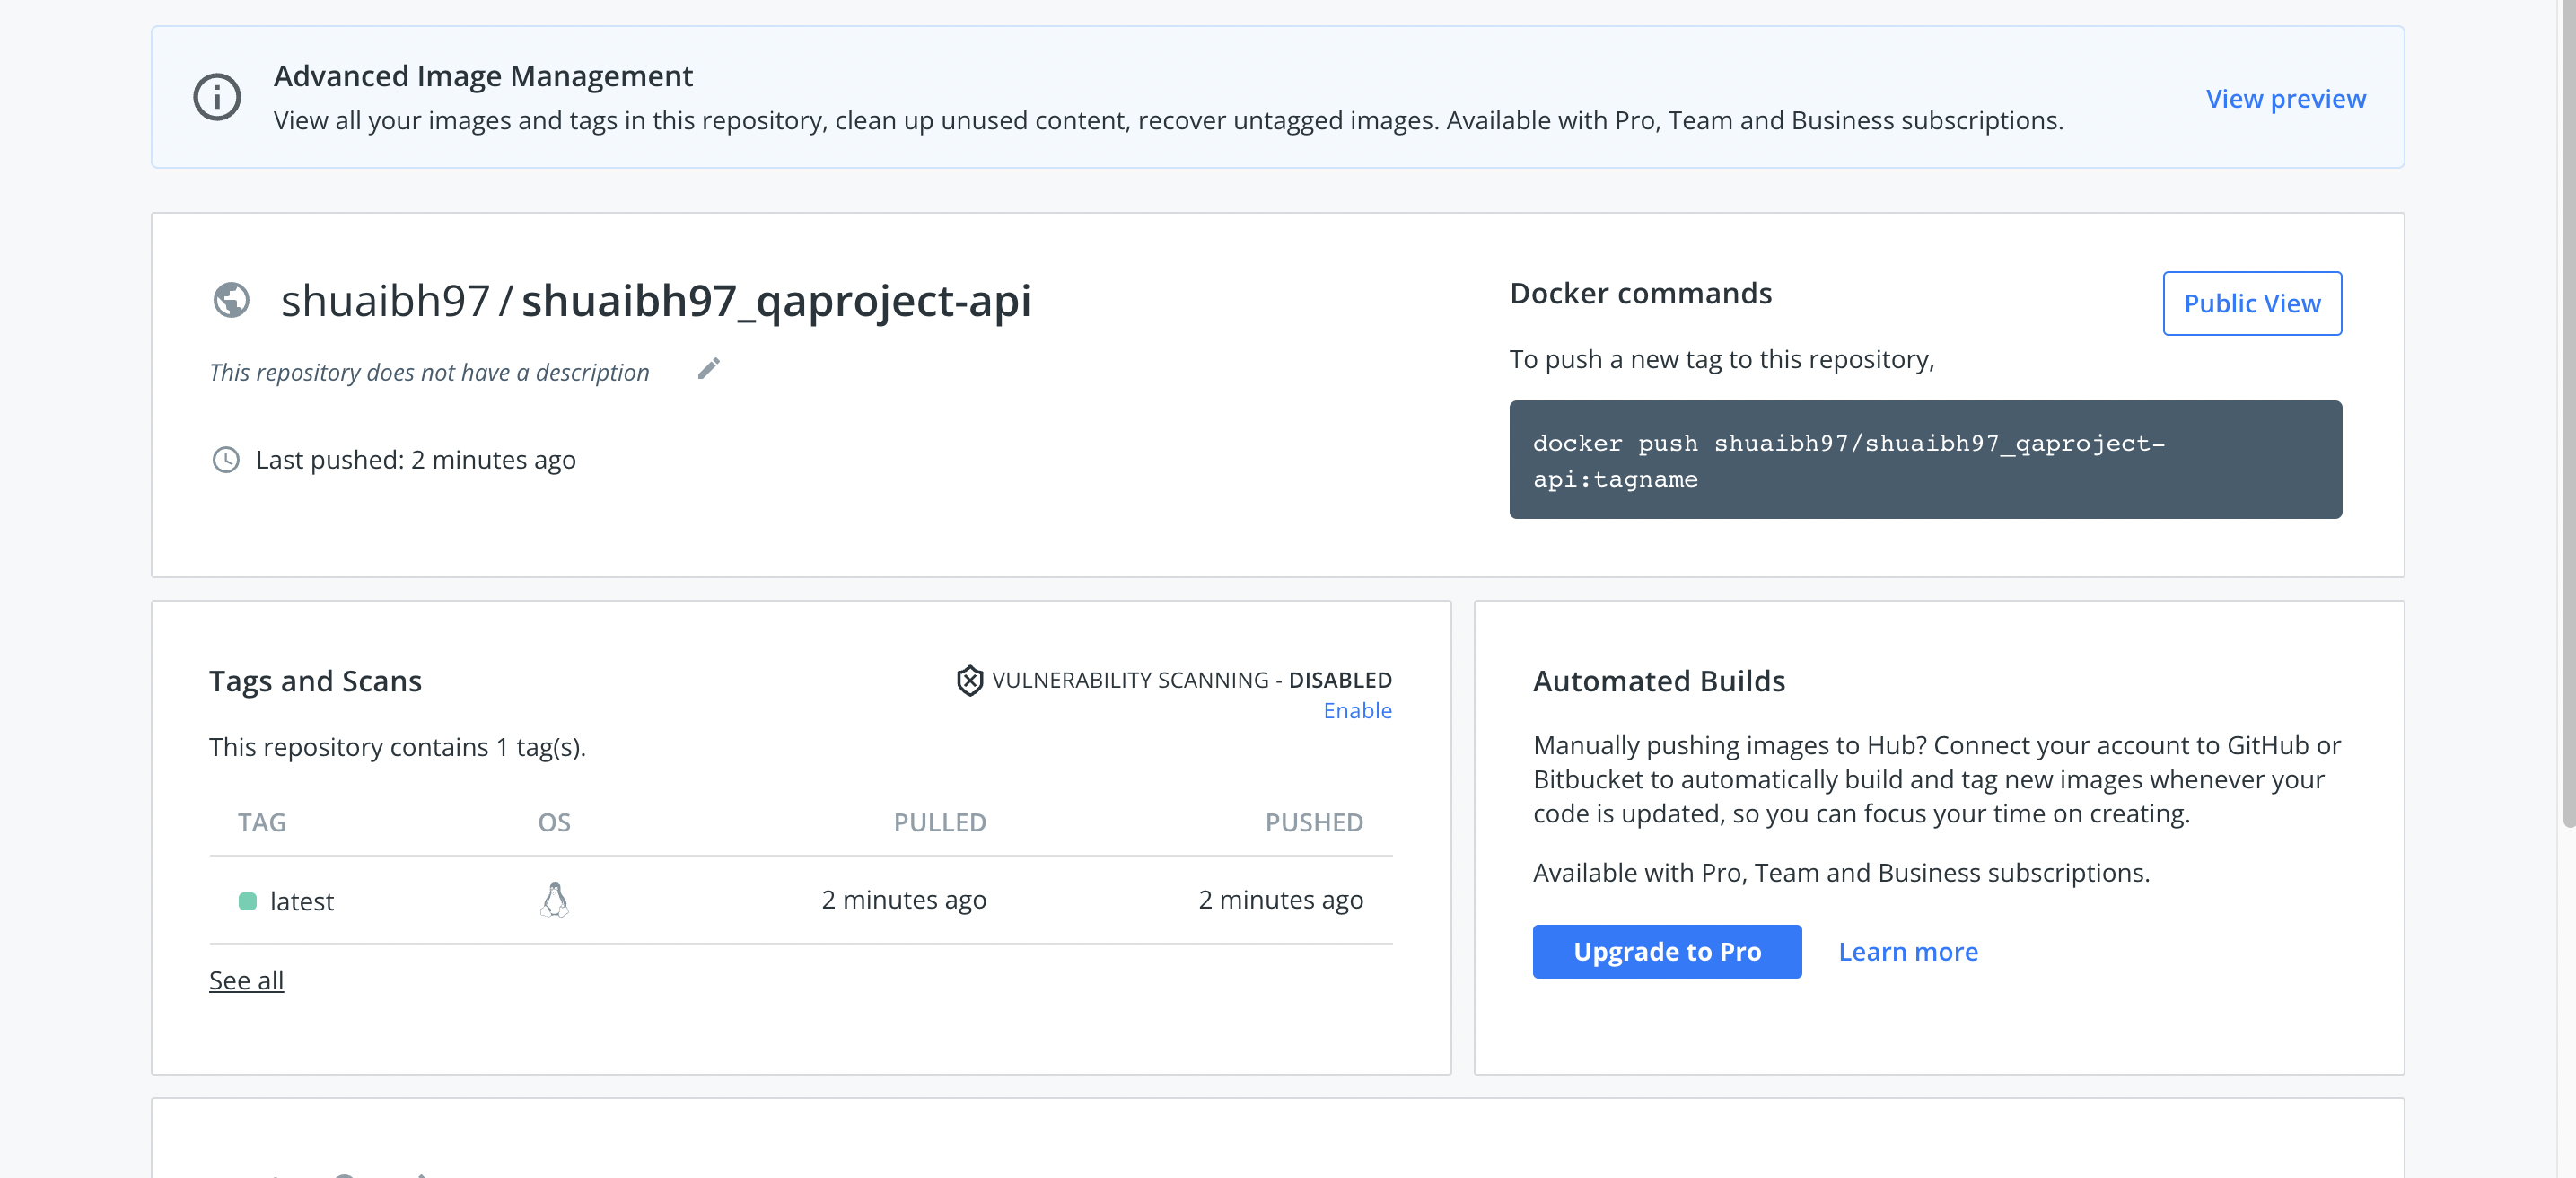 Advanced Image Management
View all your images and tags in this repository, clean up unused content, recover untagged images. Available with Pro, Team and Business subscriptions.
View preview
shuaibh97 / shuaibh97_qaproject-api
This repository does not have a description
Last pushed: 2 minutes ago
Docker commands
Public View
To push a new tag to this repository,
docker push shuaibh97/shuaibh97_qaproject-
api:tagname
Tags and Scans
VULNERABILITY SCANNING - DISABLED
Enable
This repository contains 1 tag(s).
TAG OS PULLED PUSHED
latest 2 minutes ago 2 minutes ago
See all
Automated Builds
Manually pushing images to Hub? Connect your account to GitHub or
Bitbucket to automatically build and tag new images whenever your
code is updated, so you can focus your time on creating.
Available with Pro, Team and Business subscriptions.
Upgrade to Pro Learn more